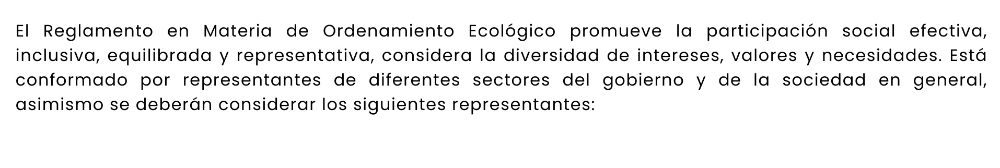 El Reglamento en Materia de Ordenamiento Ecológico promueve la participación social efectiva,
inclusiva, equilibrada y representativa, considera la diversidad de intereses, valores y necesidades. Está
conformado por representantes de diferentes sectores del gobierno y de la sociedad en general,
asimismo se deberán considerar los siguientes representantes: